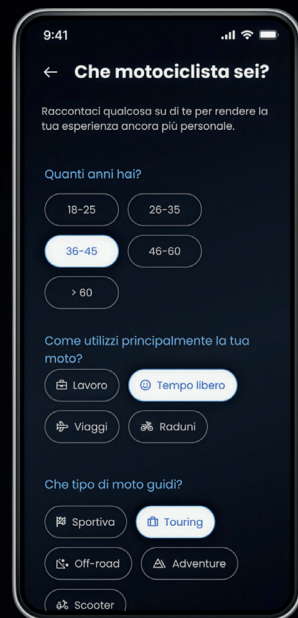 9:41
Che motociclista sei?
Raccontaci qualcosa su di te per rendere la
tua esperienza ancora più personale.
Quanti anni hai?
18-25
26-35
36-45
46-60
> 60
Come utilizzi principalmente la tua
moto?
Lavoro
Tempo libero
Viaggi
Raduni
Che tipo di moto guidi?
Sportiva
Touring
Off-road
Adventure
Scooter